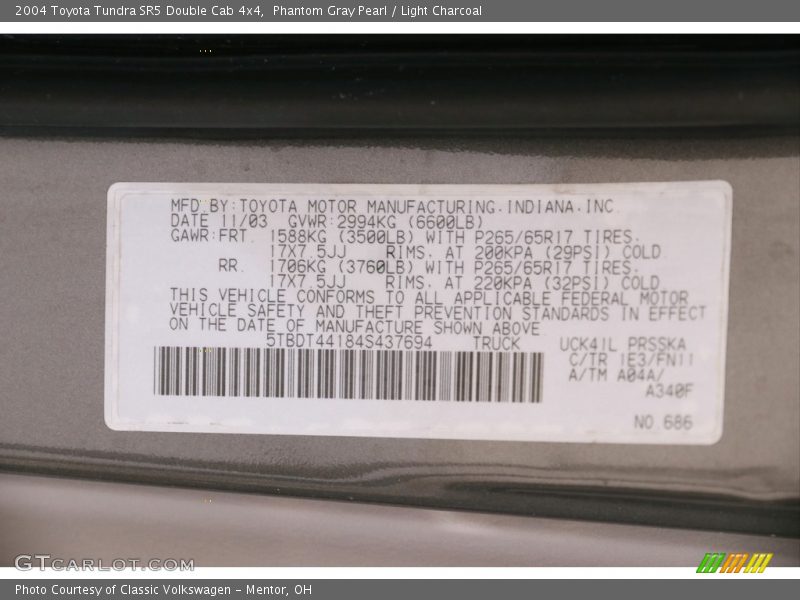 2004 Toyota Tundra SR5 Double Cab 4x4, Phantom Gray Pearl / Light Charcoal
MFD BY:TOYOTA MOTOR MANUFACTURING.INDIANA.INC
DATE 11/03 GVWR:2994KG (6600LB)
GAWR:FRT. 1588KG (3500LB) WITH P265/65R17 TIRES.
17X7.5JJ RIMS. AT 200KPA (29PSI) COLD
RR. 1706KG (3760LB) WITH P265/65R17 TIRES.
17X7.5JJ RIMS. AT 220KPA (32PSI) COLD
THIS VEHICLE CONFORMS TO ALL APPLICABLE FEDERAL MOTOR
VEHICLE SAFETY AND THEFT PREVENTION STANDARDS IN EFFECT
ON THE DATE OF MANUFACTURE SHOWN ABOVE
5TBDT44184S437694 TRUCK UCK41L PRSSKA
C/TR 1E3/FN11
A/TM A04A/
A340F
NO.686
GTCARLOT.COM
Photo Courtesy of Classic Volkswagen - Mentor, OH